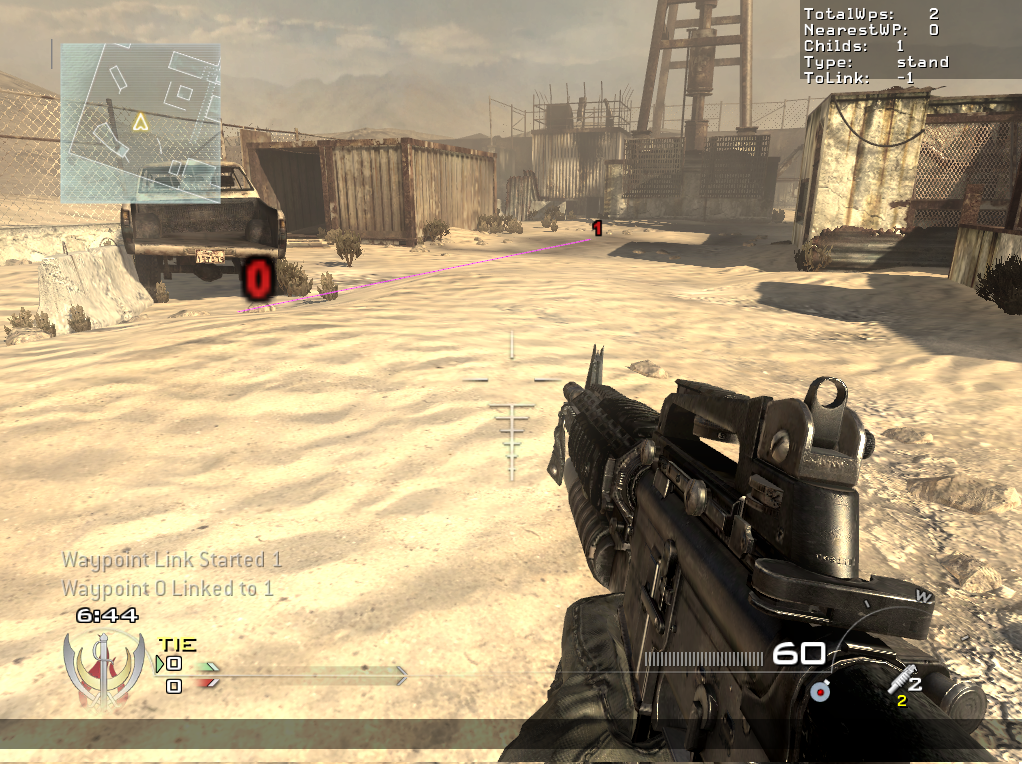 TotalWps: 2
NearestWP: 0
Childs: 1
Type: stand
ToLink: -1
1
0
Waypoint Link Started 1
Waypoint 0 Linked to 1
6:44
TIE
0
0
W
60
2
2